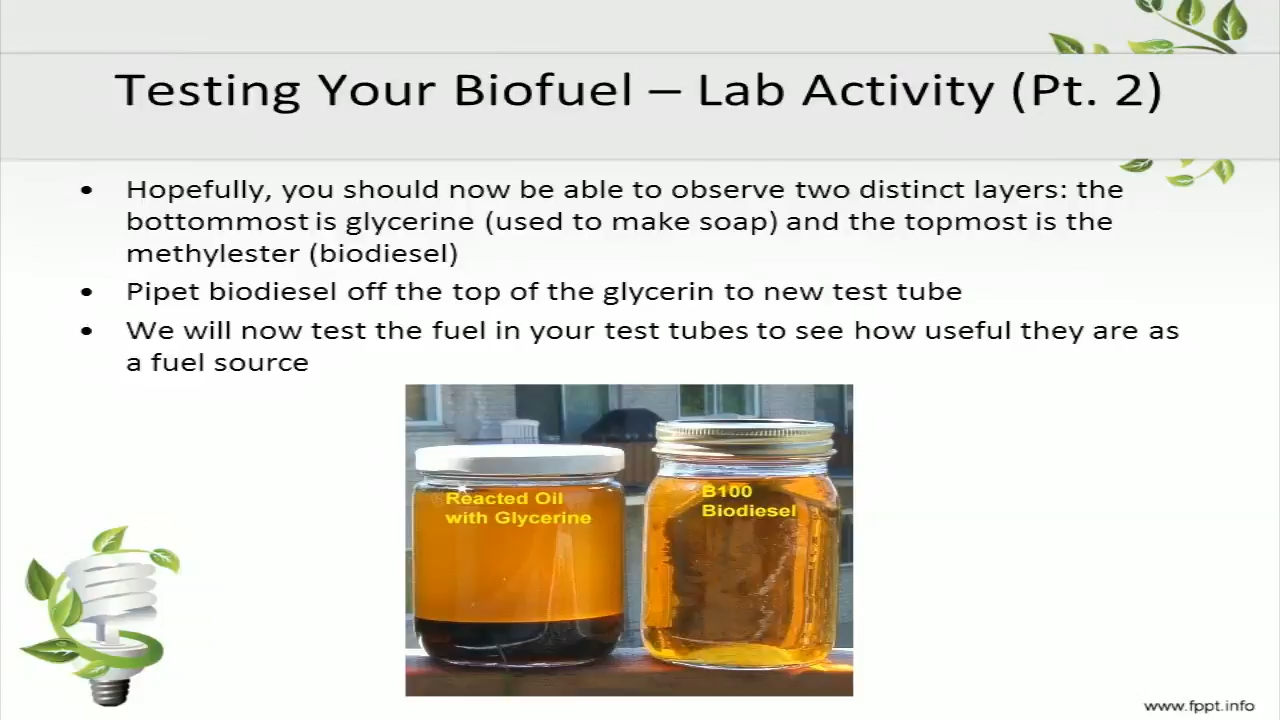 Testing Your Biofuel – Lab Activity (Pt. 2)
• Hopefully, you should now be able to observe two distinct layers: the
bottommost is glycerine (used to make soap) and the topmost is the
methylester (biodiesel)
• Pipet biodiesel off the top of the glycerin to new test tube
• We will now test the fuel in your test tubes to see how useful they are as
a fuel source
Reacted Oil
with Glycerine
B100
Biodiesel
www.fppt.info